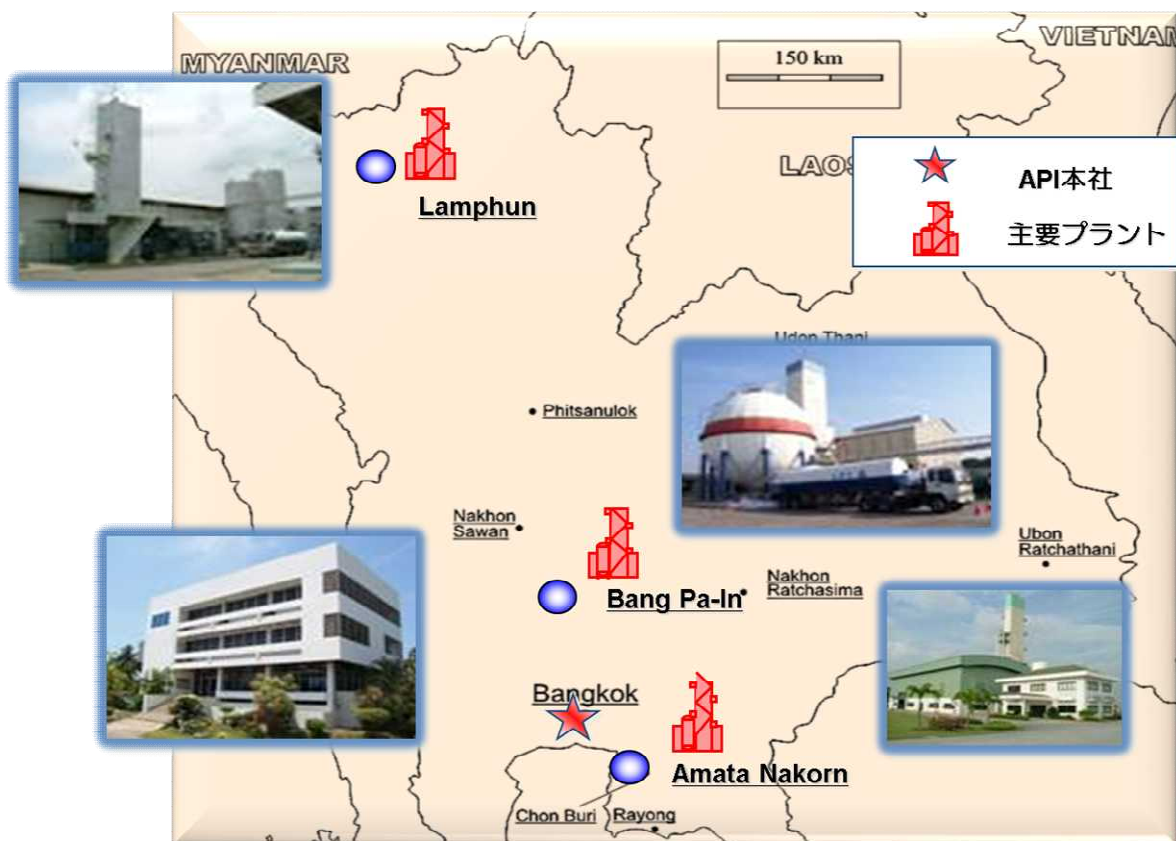 MYANMAR
150 km
VIETNAM
LAOS
API本社
主要プラント
Lamphun
Udon Thani
Phitsanulok
Nakhon
Sawan
Ubon
Ratchathani
Nakhon
Ratchasima
Bang Pa-In
Bangkok
Amata Nakorn
Chon Buri
Rayong